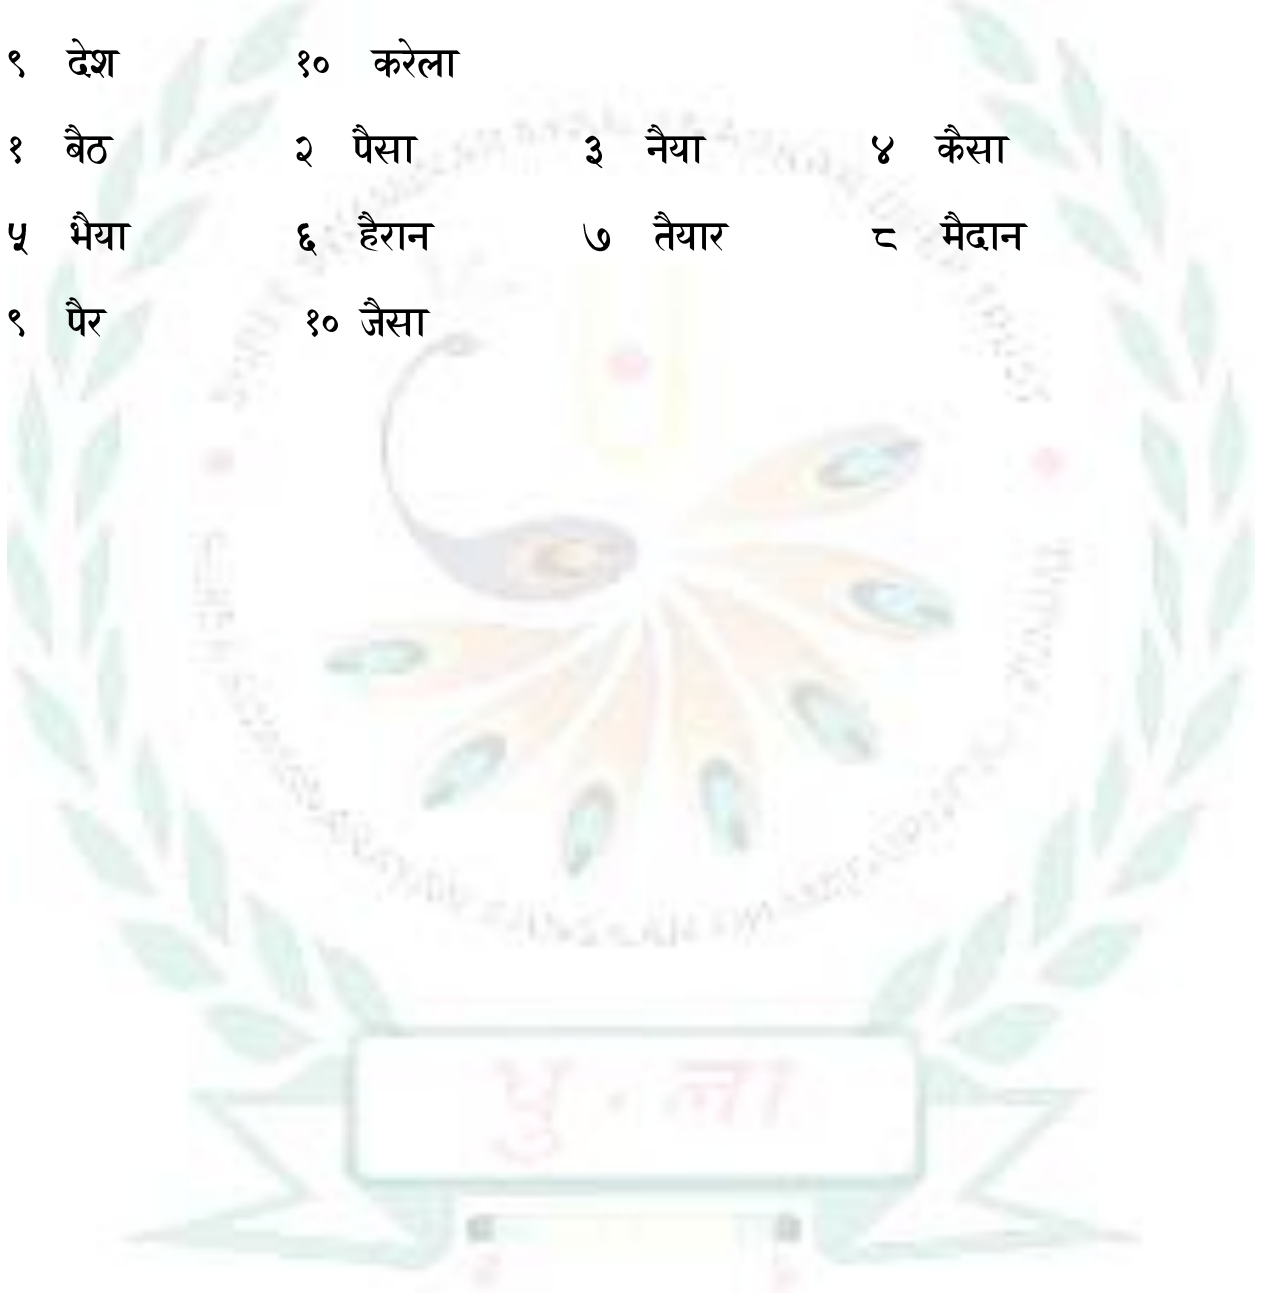 ९ देश १० करेला
१ बैठ २ पैसा ३ नैया ४ कैसा
५ भैया ६ हैरान ७ तैयार ८ मैदान
९ पैर १० जैसा